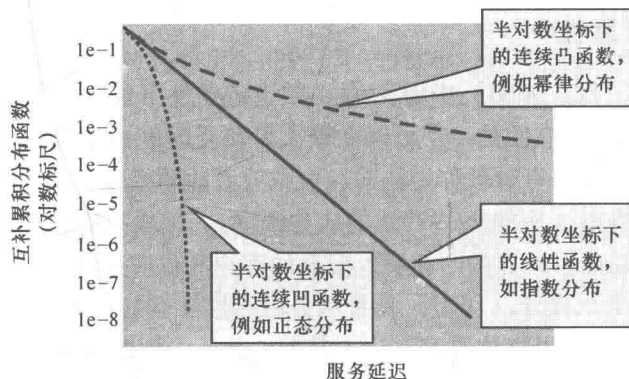 半对数坐标下
的连续凸函数，
例如幂律分布
1e-1
1e-2
1e-3
1e-4
1e-5
1e-6
1e-7
1e-8
互补累积分布函数
(对数标尺)
半对数坐标下
的连续凹函数，
例如正态分布
半对数坐标下
的线性函数，
如指数分布
服务延迟